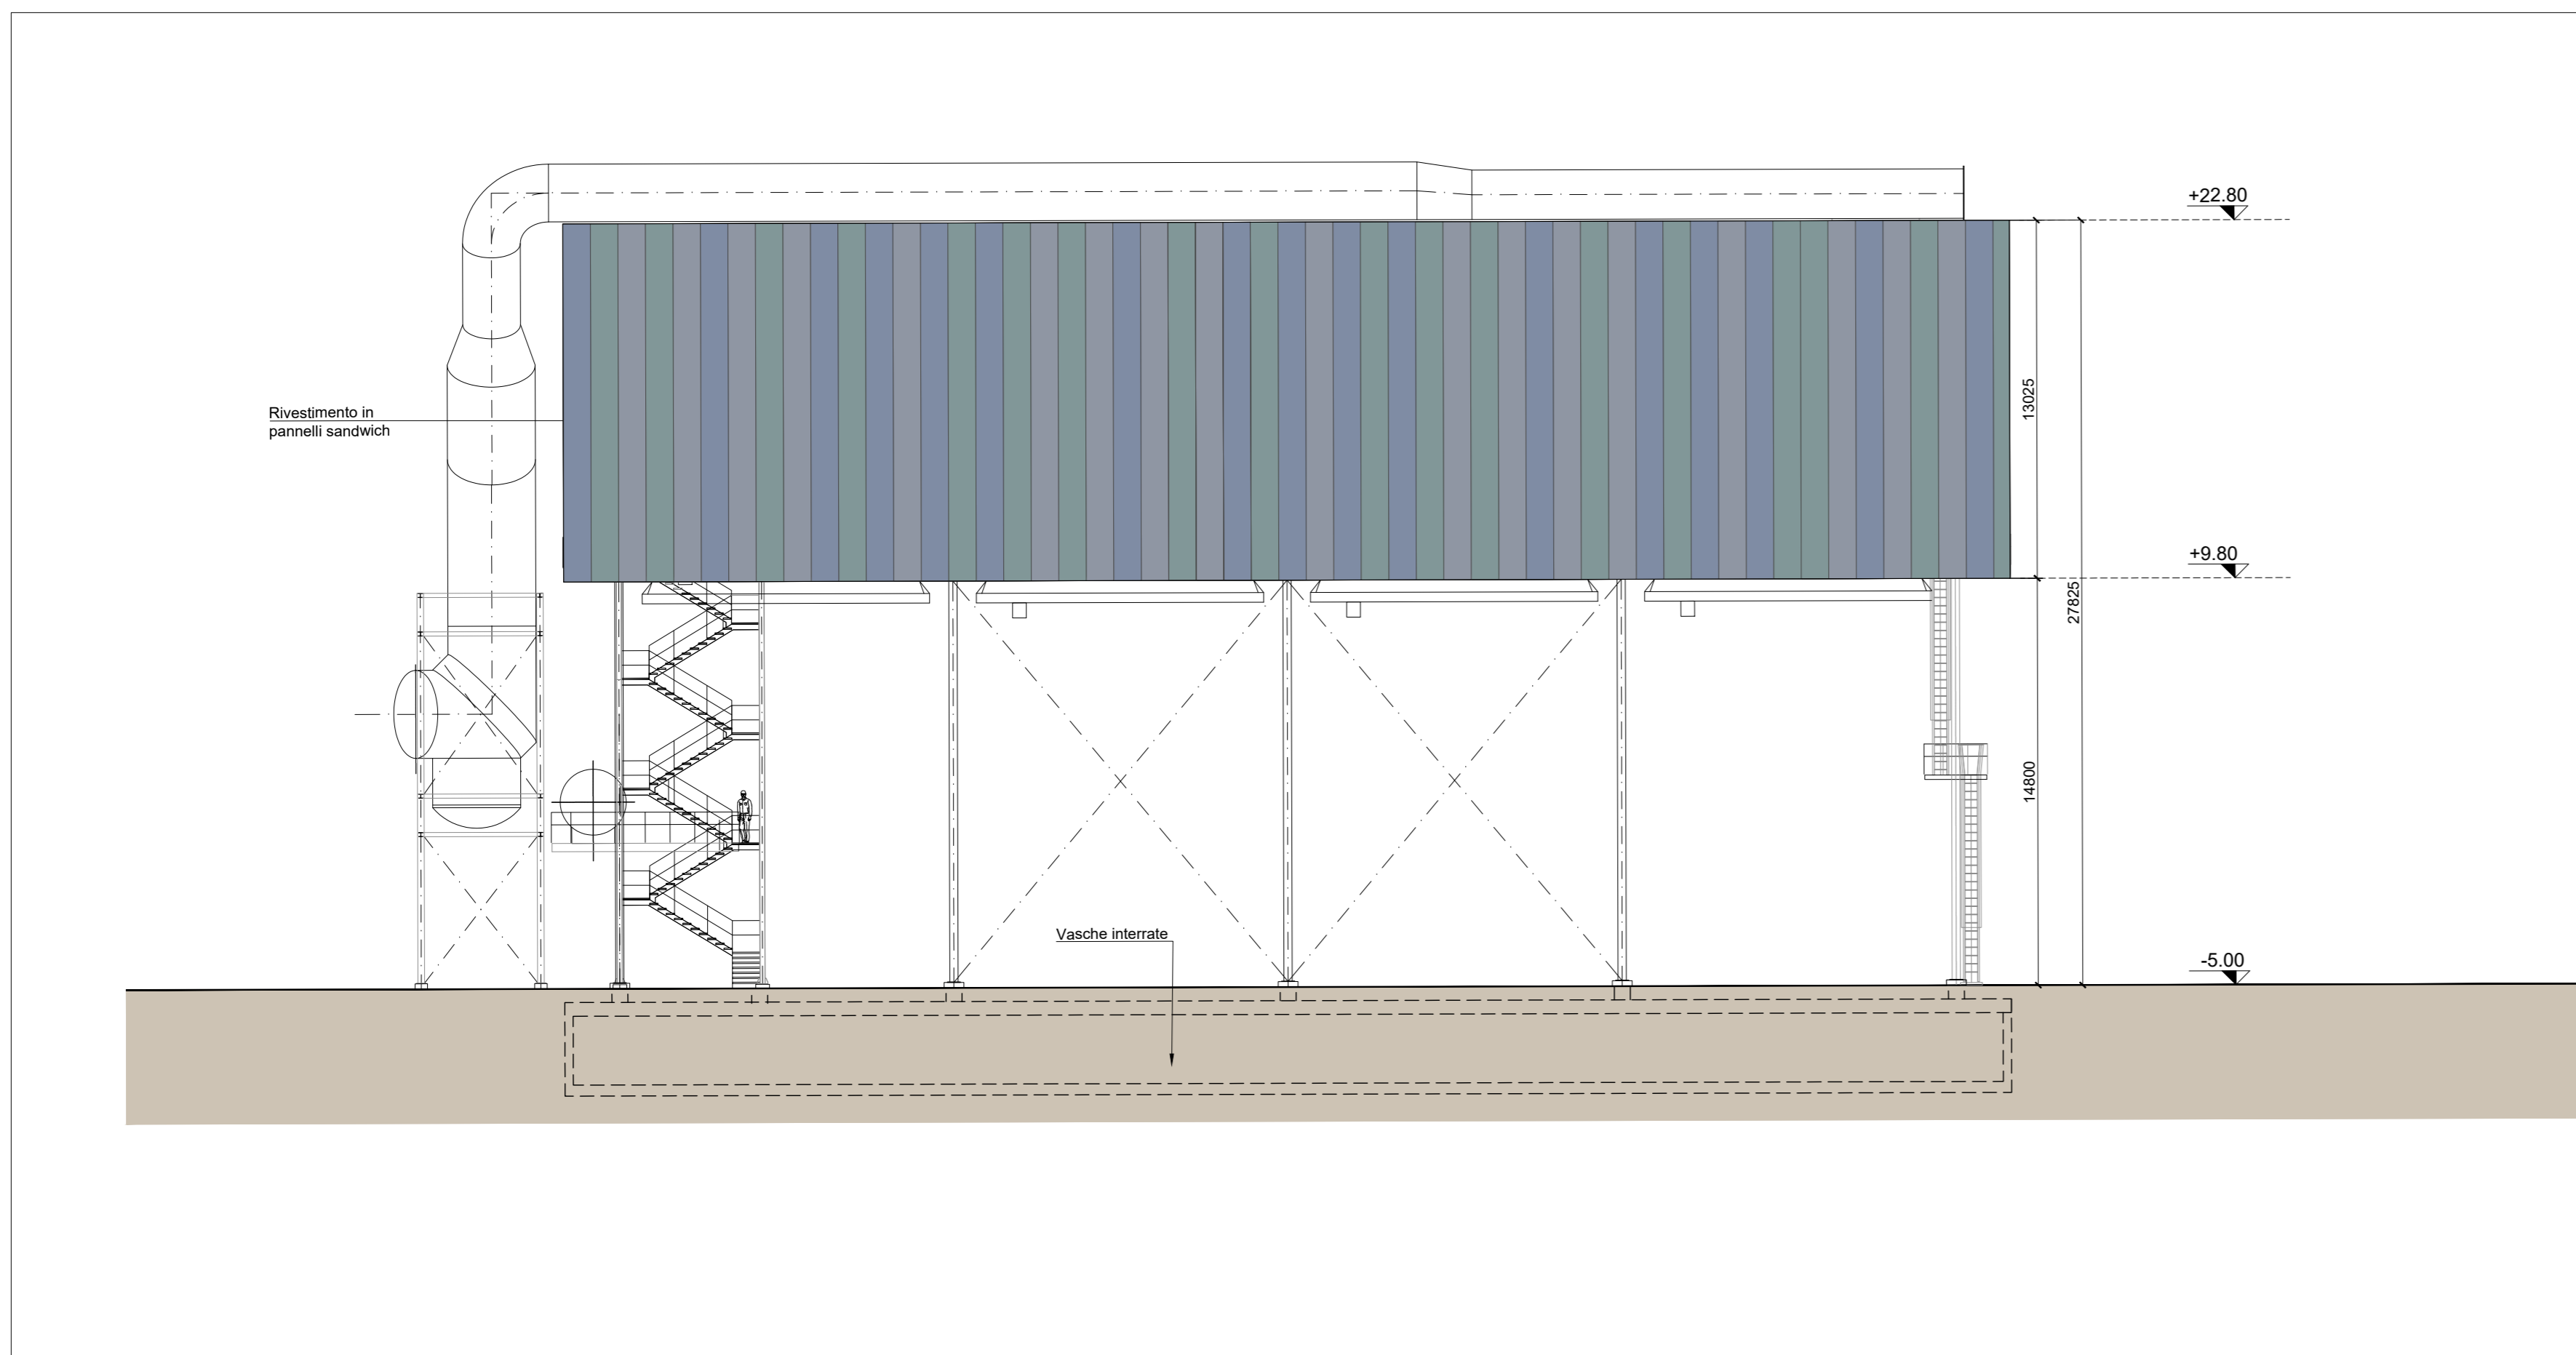 +22.80
13025
Rivestimento in
pannelli sandwich
+9.80
27825
14800
Vasche interrate
-5.00